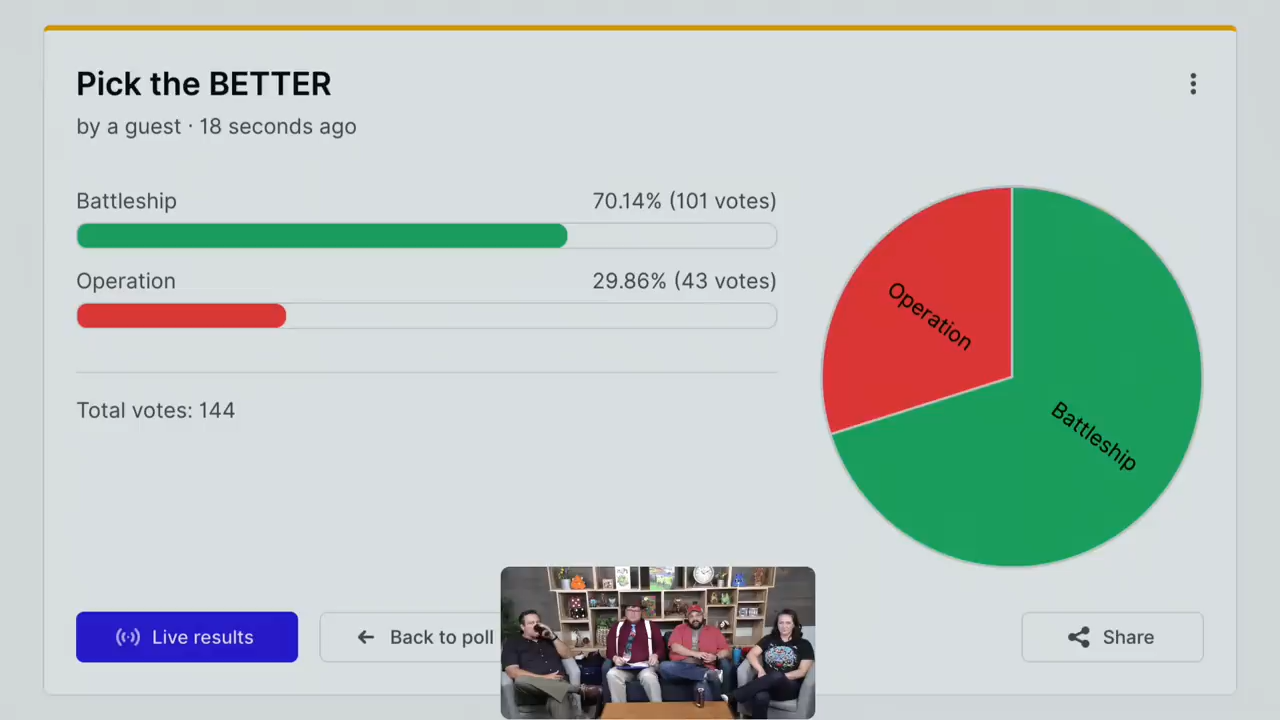 Pick the BETTER
by a guest · 18 seconds ago
Battleship 70.14% (101 votes)
Operation 29.86% (43 votes)
Total votes: 144
Operation
Battleship
Live results
Back to poll
Share